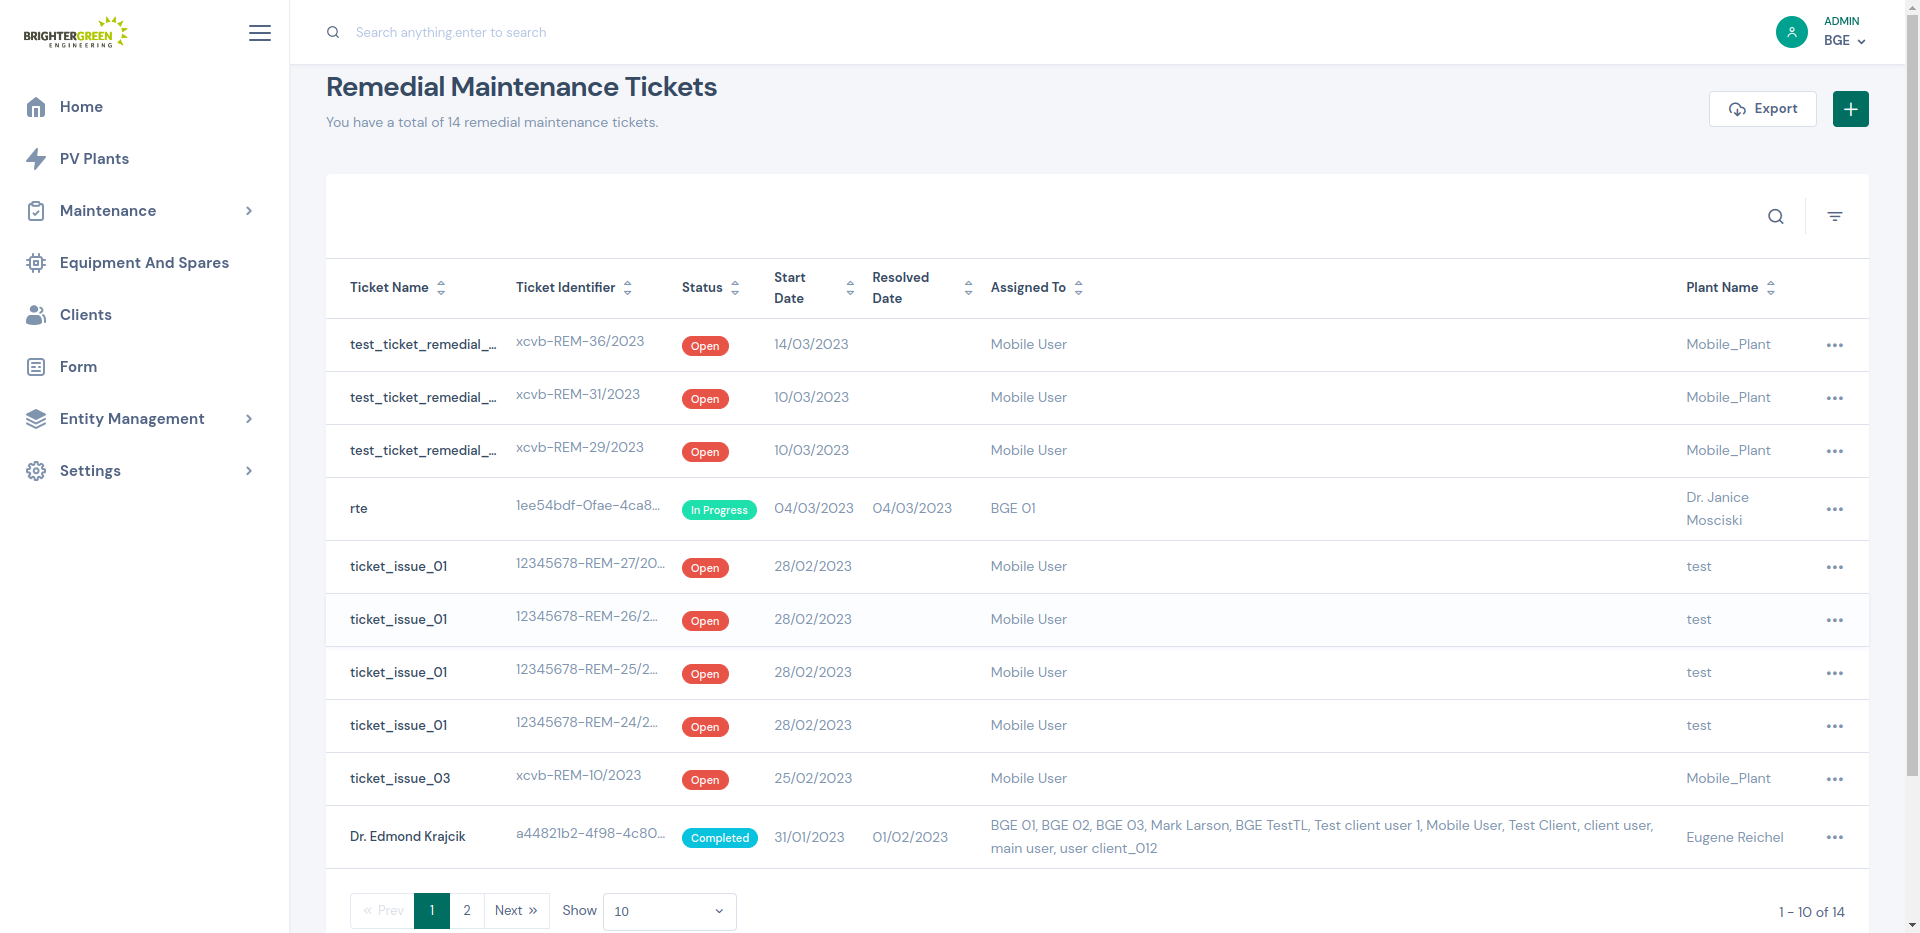 BRIGHTERGREEN
ENGINEERING
Search anything.enter to search
ADMIN
BGE
Home
PV Plants
Maintenance
Equipment And Spares
Clients
Form
Entity Management
Settings
Remedial Maintenance Tickets
You have a total of 14 remedial maintenance tickets.
Export
Ticket Name Ticket Identifier Status Start Date Resolved Date Assigned To Plant Name
test_ticket_remedial_... xcvb-REM-36/2023 Open 14/03/2023 Mobile User Mobile_Plant
test_ticket_remedial_... xcvb-REM-31/2023 Open 10/03/2023 Mobile User Mobile_Plant
test_ticket_remedial_... xcvb-REM-29/2023 Open 10/03/2023 Mobile User Mobile_Plant
rte 1ee54bdf-0fae-4ca8... In Progress 04/03/2023 04/03/2023 BGE 01 Dr. Janice
Mosciski
ticket_issue_01 12345678-REM-27/20... Open 28/02/2023 Mobile User test
ticket_issue_01 12345678-REM-26/2... Open 28/02/2023 Mobile User test
ticket_issue_01 12345678-REM-25/2... Open 28/02/2023 Mobile User test
ticket_issue_01 12345678-REM-24/2... Open 28/02/2023 Mobile User test
ticket_issue_03 xcvb-REM-10/2023 Open 25/02/2023 Mobile User Mobile_Plant
Dr. Edmond Krajcik a44821b2-4f98-4c80... Completed 31/01/2023 01/02/2023 BGE 01, BGE 02, BGE 03, Mark Larson, BGE TestTL, Test client user 1, Mobile User, Test Client, client user, Eugene Reichel
main user, user client_012
« Prev 1 2 Next » Show 10 1 - 10 of 14